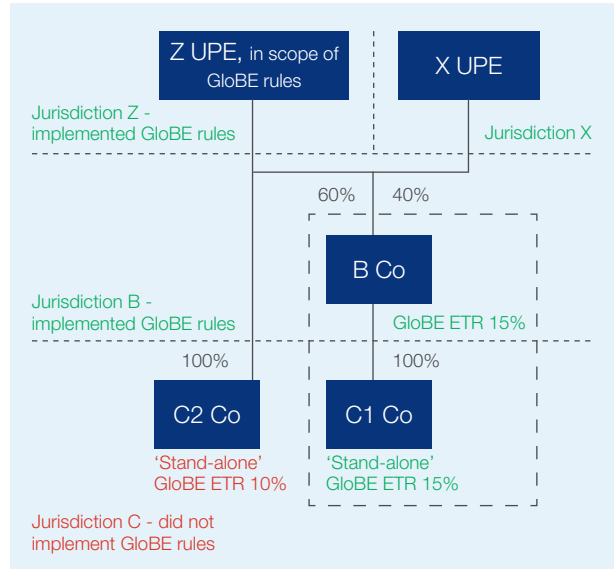 Z UPE, in scope of
GloBE rules
X UPE
Jurisdiction Z -
implemented GloBE rules
Jurisdiction X
60%
40%
B Co
Jurisdiction B -
implemented GloBE rules
GloBE ETR 15%
100%
100%
C2 Co
C1 Co
‘Stand-alone’
GloBE ETR 10%
‘Stand-alone’
GloBE ETR 15%
Jurisdiction C - did not
implement GloBE rules